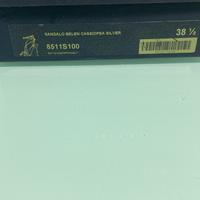 SANDALO BELEN CASSIOPEA SILVER 38 ½
8511S100